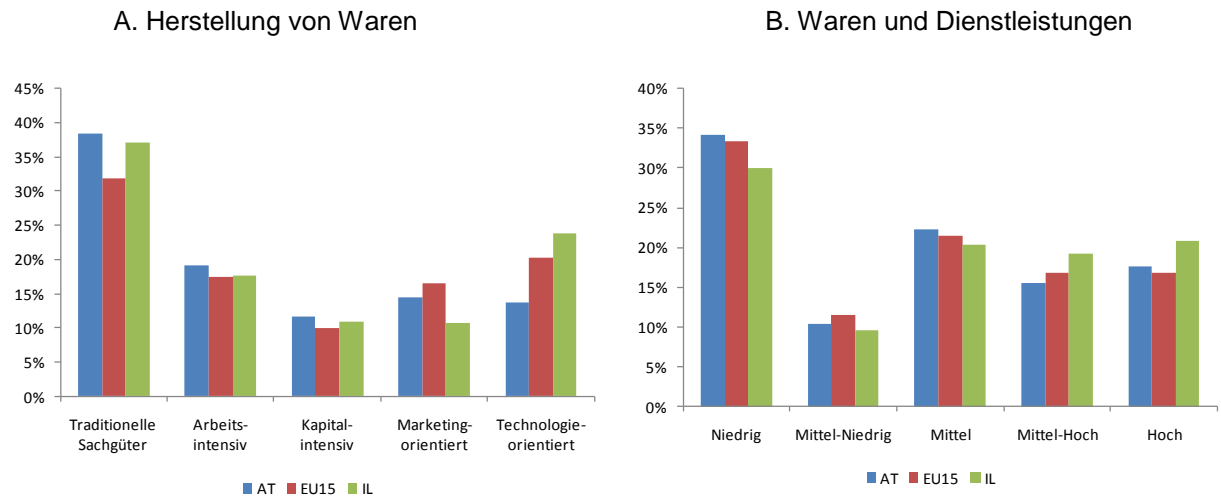 A. Herstellung von Waren
45%
40%
35%
30%
25%
20%
15%
10%
5%
0%
Traditionelle Sachgüter
Arbeits-intensiv
Kapital-intensiv
Marketing-orientiert
Technologie-orientiert
AT EU15 IL
B. Waren und Dienstleistungen
40%
35%
30%
25%
20%
15%
10%
5%
0%
Niedrig Mittel-Niedrig Mittel Mittel-Hoch Hoch
AT EU15 IL